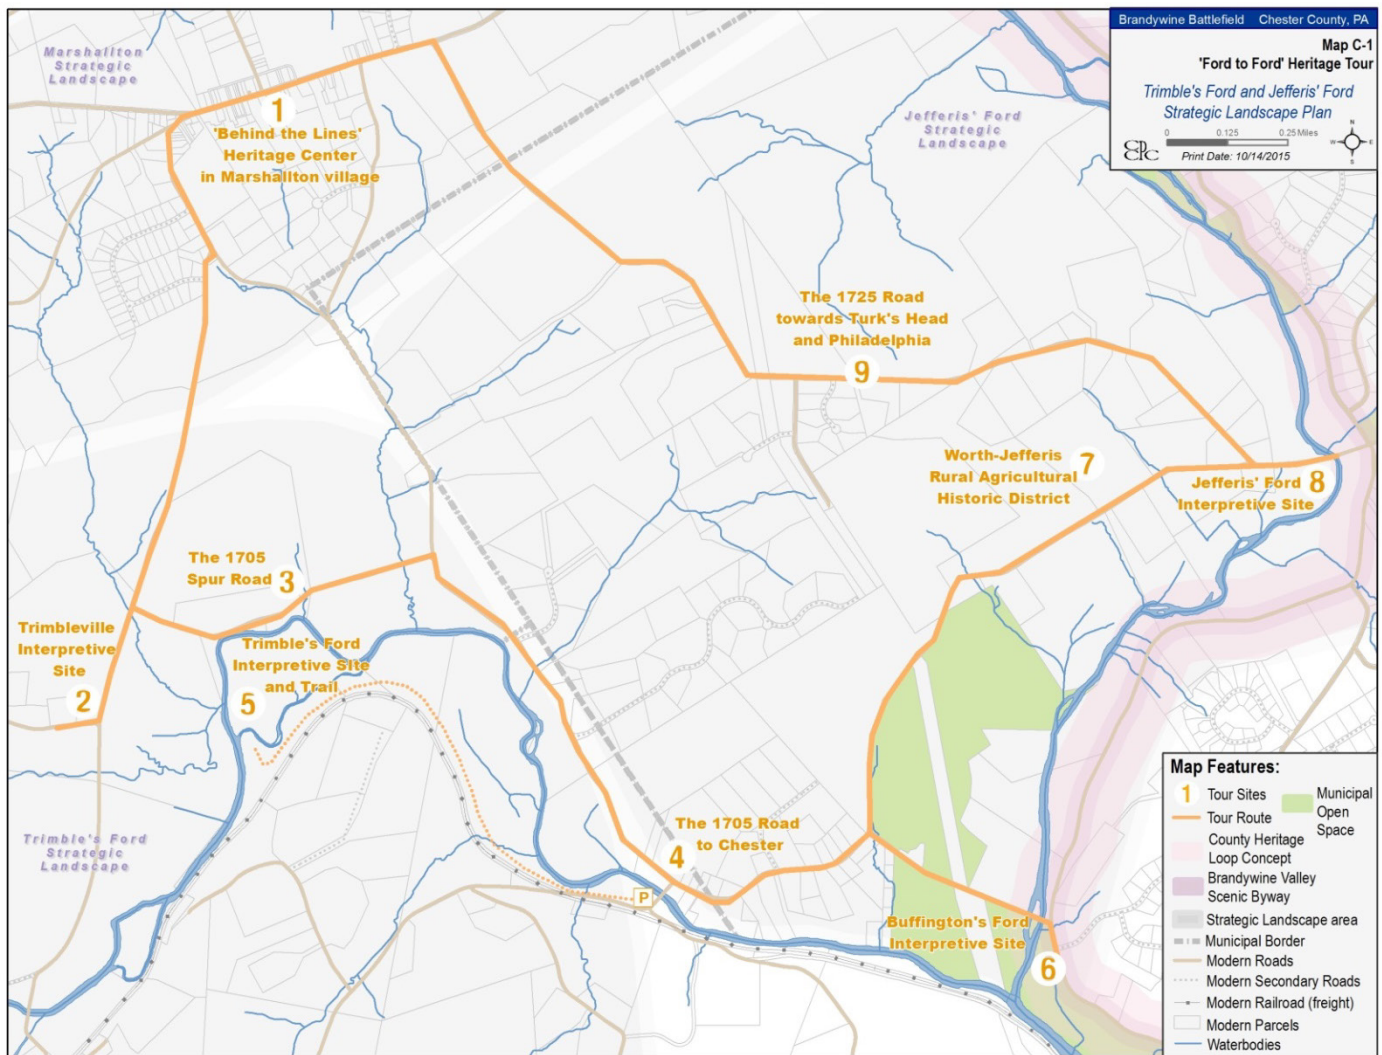 Brandywine Battlefield Chester County, PA
Map C-1
'Ford to Ford' Heritage Tour
Trimble's Ford and Jefferis' Ford
Strategic Landscape Plan
0 0.125 0.25 Miles
N
W E
S
CPC
Print Date: 10/14/2015
Marshallton
Strategic
Landscape
1
'Behind the Lines'
Heritage Center
in Marshallton village
Jefferis' Ford
Strategic
Landscape
The 1725 Road
towards Turk's Head
and Philadelphia
9
Worth-Jefferis
Rural Agricultural
Historic District
7
Jefferis' Ford
Interpretive Site
8
The 1705
Spur Road
3
Trimbleville
Interpretive
Site
2
Trimble's Ford
Interpretive SIte
and Trail
5
Trimble's Ford
Strategic
Landscape
The 1705 Road
to Chester
4
P
Buffington's Ford
Interpretive Site
6
Map Features:
1 Tour Sites
Tour Route
County Heritage
Loop Concept
Brandywine Valley
Scenic Byway
Strategic Landscape area
Municipal Border
Modern Roads
Modern Secondary Roads
Modern Railroad (freight)
Modern Parcels
Waterbodies
Municipal
Open
Space